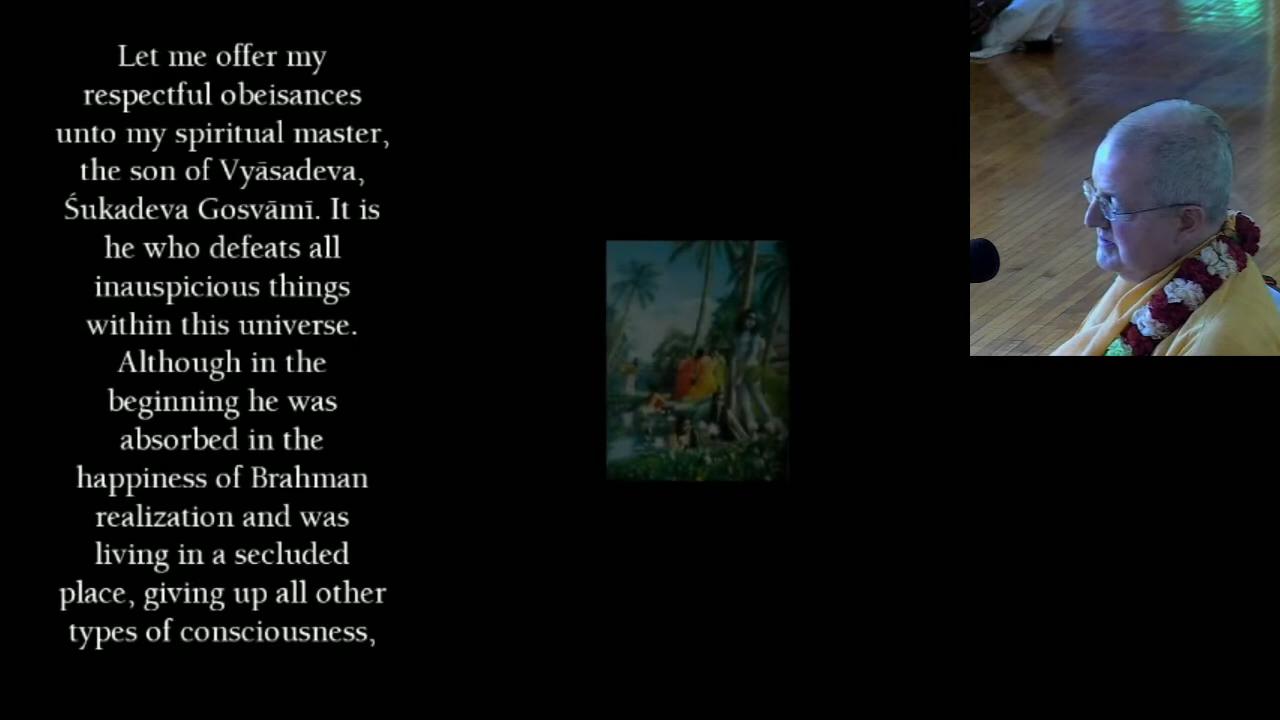 Let me offer my
respectful obeisances
unto my spiritual master,
the son of Vyāsadeva,
Śukadeva Gosvāmī. It is
he who defeats all
inauspicious things
within this universe.
Although in the
beginning he was
absorbed in the
happiness of Brahman
realization and was
living in a secluded
place, giving up all other
types of consciousness,